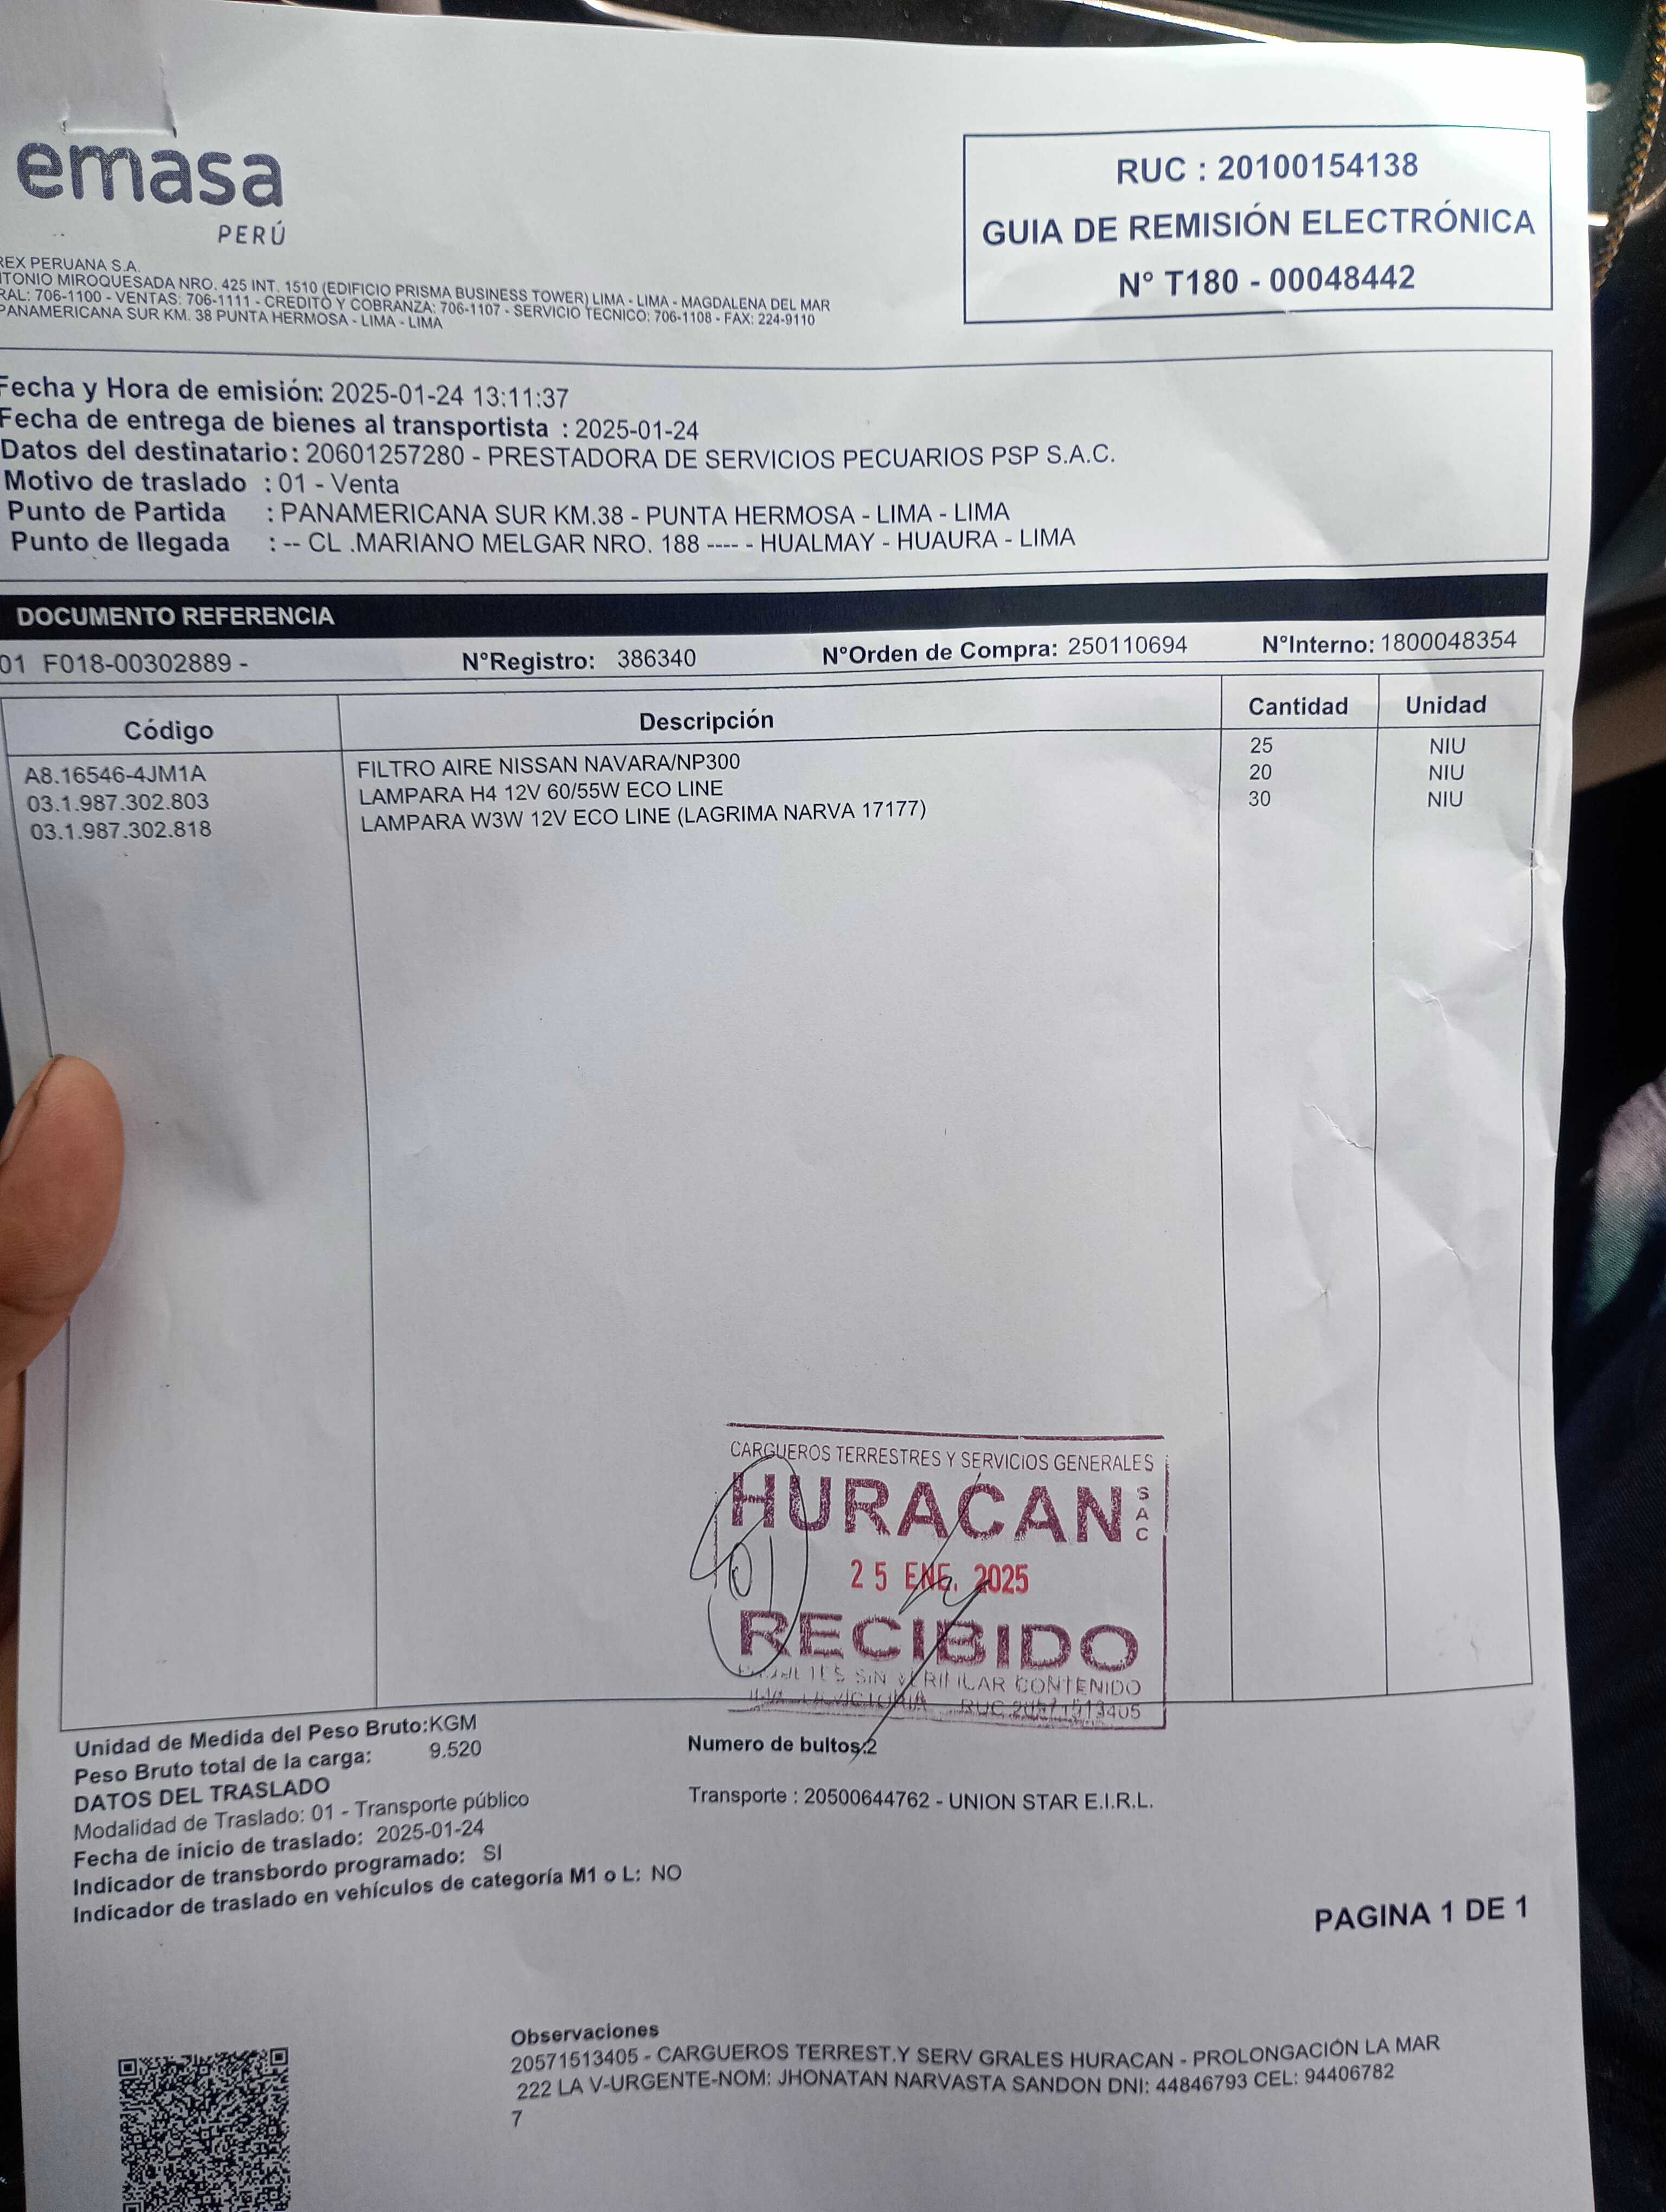 emasa
PERÚ
RUC : 20100154138
GUIA DE REMISIÓN ELECTRÓNICA
N° T180 - 00048442
REX PERUANA S.A.
TONIO MIROQUESADA NRO. 425 INT. 1510 (EDIFICIO PRISMA BUSINESS TOWER) LIMA - LIMA - MAGDALENA DEL MAR
RAL: 706-1100 - VENTAS: 706-1111 - CREDITO Y COBRANZA: 706-1107 - SERVICIO TECNICO: 706-1108 - FAX: 224-9110
PANAMERICANA SUR KM. 38 PUNTA HERMOSA - LIMA - LIMA
Fecha y Hora de emisión: 2025-01-24 13:11:37
Fecha de entrega de bienes al transportista : 2025-01-24
Datos del destinatario : 20601257280 - PRESTADORA DE SERVICIOS PECUARIOS PSP S.A.C.
Motivo de traslado : 01 - Venta
Punto de Partida : PANAMERICANA SUR KM.38 - PUNTA HERMOSA - LIMA - LIMA
Punto de llegada : -- CL .MARIANO MELGAR NRO. 188 ---- - HUALMAY - HUAURA - LIMA
DOCUMENTO REFERENCIA
01 F018-00302889 - N°Registro: 386340 N°Orden de Compra: 250110694 N°Interno: 1800048354
Código Descripción Cantidad Unidad
A8.16546-4JM1A FILTRO AIRE NISSAN NAVARA/NP300 25 NIU
03.1.987.302.803 LAMPARA H4 12V 60/55W ECO LINE 20 NIU
03.1.987.302.818 LAMPARA W3W 12V ECO LINE (LAGRIMA NARVA 17177) 30 NIU
CARGUEROS TERRESTRES Y SERVICIOS GENERALES
HURACAN SAC
25 ENE. 2025
RECIBIDO
SIN VERIFICAR CONTENIDO
RUC 20571513405
Unidad de Medida del Peso Bruto:KGM
Peso Bruto total de la carga: 9.520 Numero de bultos:2
DATOS DEL TRASLADO
Modalidad de Traslado: 01 - Transporte público Transporte : 20500644762 - UNION STAR E.I.R.L.
Fecha de inicio de traslado: 2025-01-24
Indicador de transbordo programado: SI
Indicador de traslado en vehículos de categoría M1 o L: NO
PAGINA 1 DE 1
Observaciones
20571513405 - CARGUEROS TERREST.Y SERV GRALES HURACAN - PROLONGACIÓN LA MAR
222 LA V-URGENTE-NOM: JHONATAN NARVASTA SANDON DNI: 44846793 CEL: 94406782
7